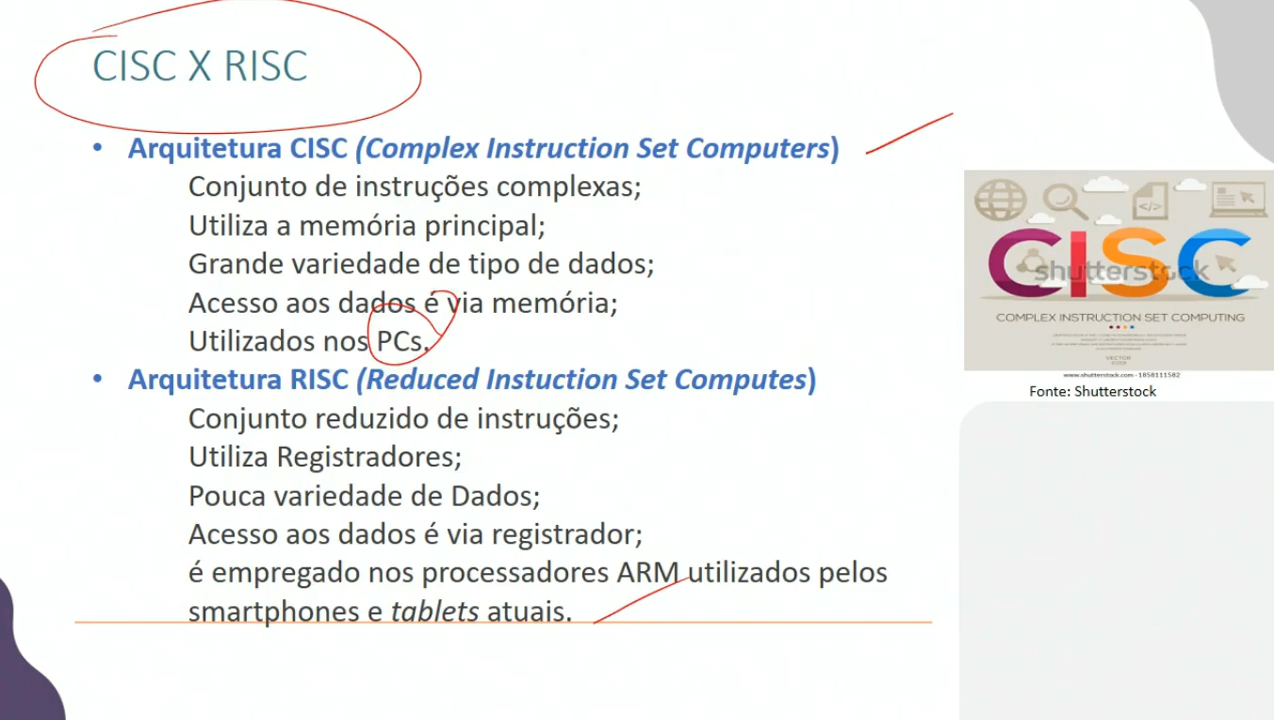 CISC X RISC
• Arquitetura CISC (Complex Instruction Set Computers)
Conjunto de instruções complexas;
Utiliza a memória principal;
Grande variedade de tipo de dados;
Acesso aos dados é via memória;
Utilizados nos PCs.
• Arquitetura RISC (Reduced Instuction Set Computes)
Conjunto reduzido de instruções;
Utiliza Registradores;
Pouca variedade de Dados;
Acesso aos dados é via registrador;
é empregado nos processadores ARM utilizados pelos
smartphones e tablets atuais.
CISC
shutterstock
COMPLEX INSTRUCTION SET COMPUTING
VECTOR
www.shutterstock.com · 1858111582
Fonte: Shutterstock